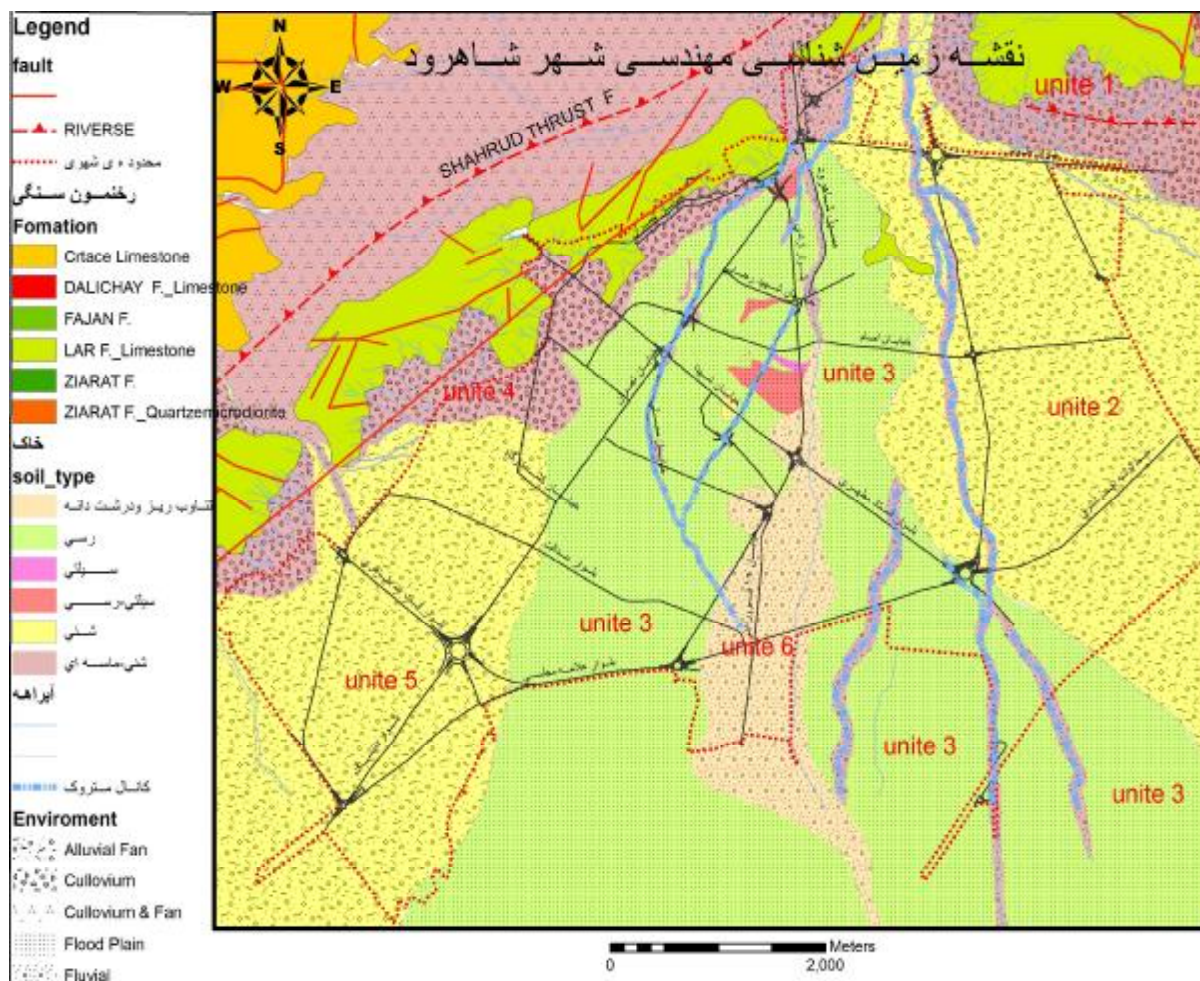 Legend
fault
RIVERSE
محدوده ی شهری
رخنمون سنگی
Fomation
Crtace Limestone
DALICHAY F._Limestone
FAJAN F.
LAR F._Limestone
ZIARAT F.
ZIARAT F._Quartzemicrodiorite
خاک
soil_type
تناوب ریز ودرشت دانه
رسی
سیلتی
سیلتی-رسی
شنی
شنی-ماسه ای
آبراهه
کانال متروک
Enviroment
Alluvial Fan
Cullovium
Cullovium & Fan
Flood Plain
Fluvial
نقشه زمین شناسی مهندسی شهر شاهرود
N
W
E
S
SHAHRUD THRUST F
unite 1
unite 4
unite 3
unite 2
unite 3
unite 6
unite 5
unite 3
unite 3
Meters
0
2,000